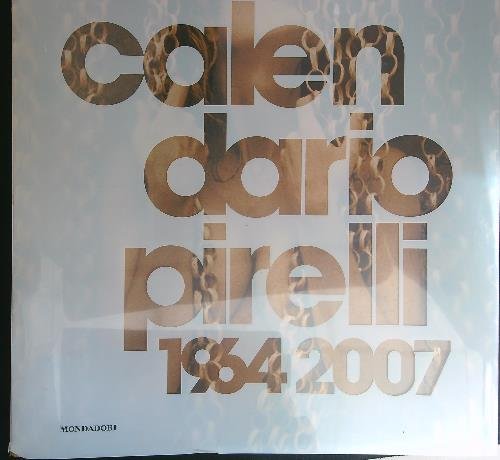 calen
dario
pirelli
1964 2007
MONDADORI